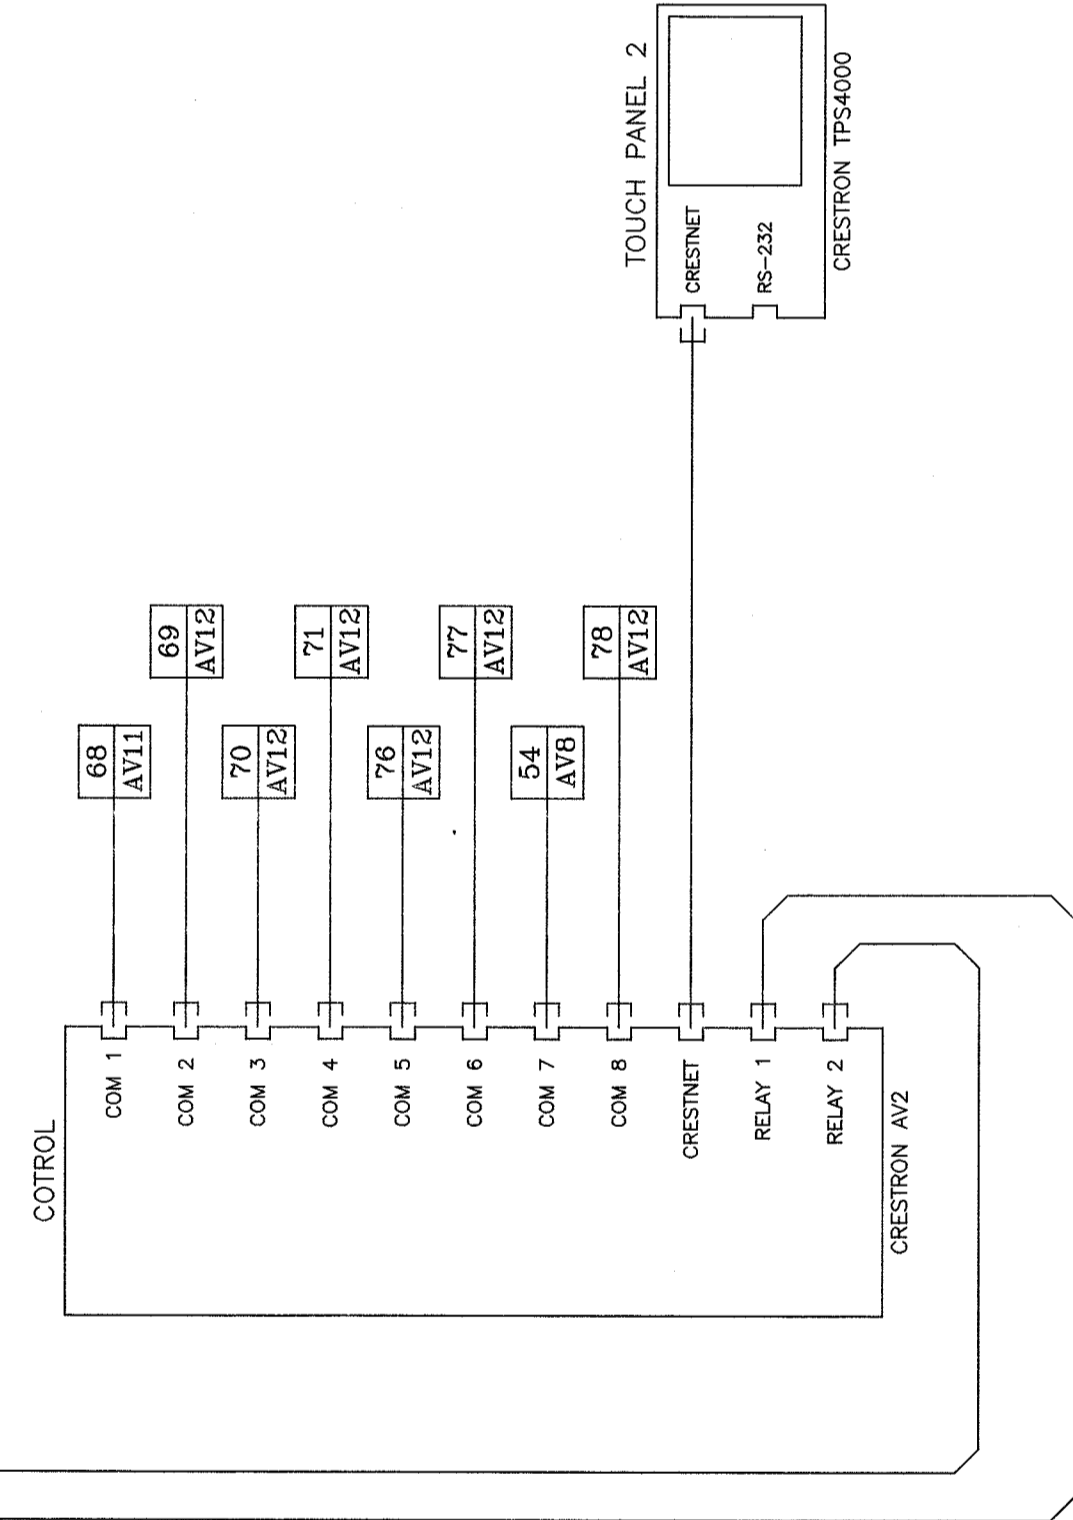 TOUCH PANEL 2
CRESTNET
RS-232
CRESTRON TPS4000
68
AV11
69
AV12
70
AV12
71
AV12
76
AV12
77
AV12
54
AV8
78
AV12
COTROL
COM 1
COM 2
COM 3
COM 4
COM 5
COM 6
COM 7
COM 8
CRESTNET
RELAY 1
RELAY 2
CRESTRON AV2